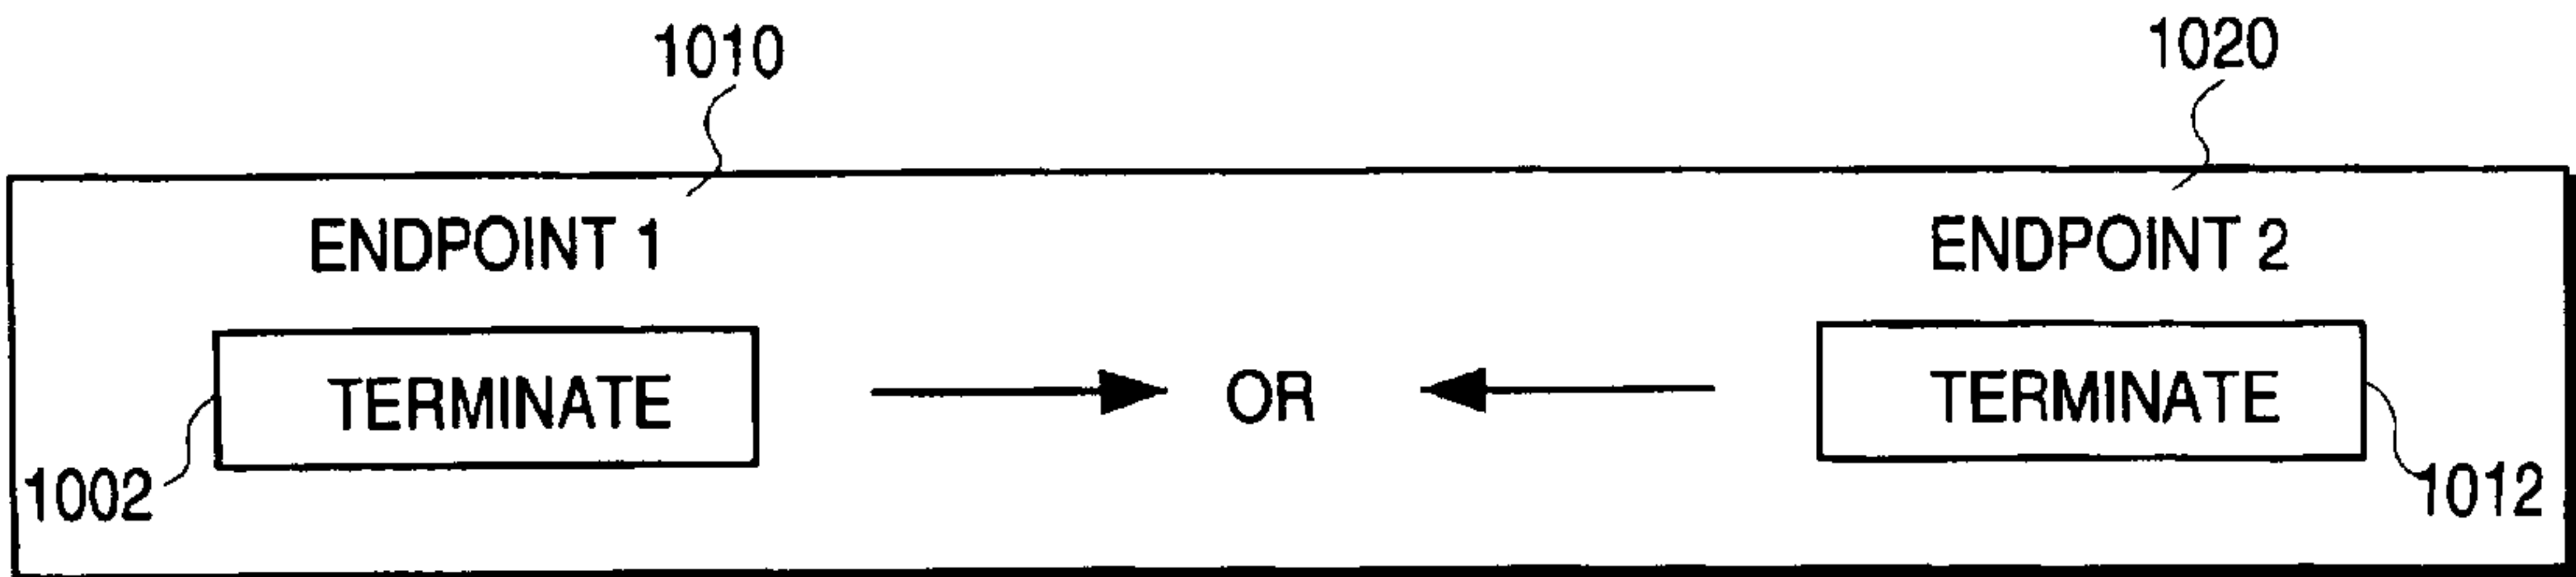 1010 1020
ENDPOINT 1 ENDPOINT 2
TERMINATE OR TERMINATE
1002 1012